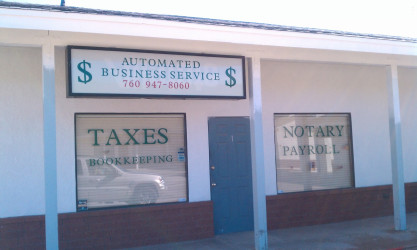 $ AUTOMATED $
BUSINESS SERVICE
760 947-8060
TAXES
BOOKKEEPING
NOTARY
PAYROLL